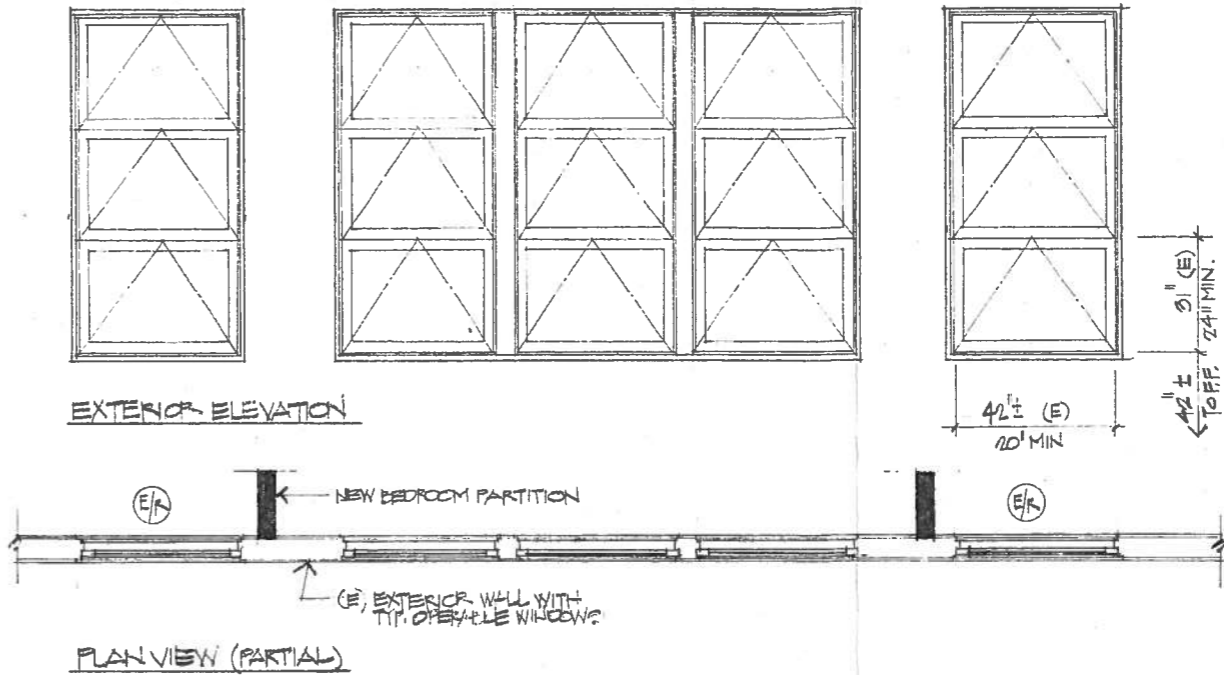 31" (E)
24" MIN.
42" ±
TO F.F.
42"± (E)
20' MIN
EXTERIOR ELEVATION
E/R
NEW BEDROOM PARTITION
E/R
(E) EXTERIOR WALL WITH
TYP. OPERABLE WINDOWS
PLAN VIEW (PARTIAL)